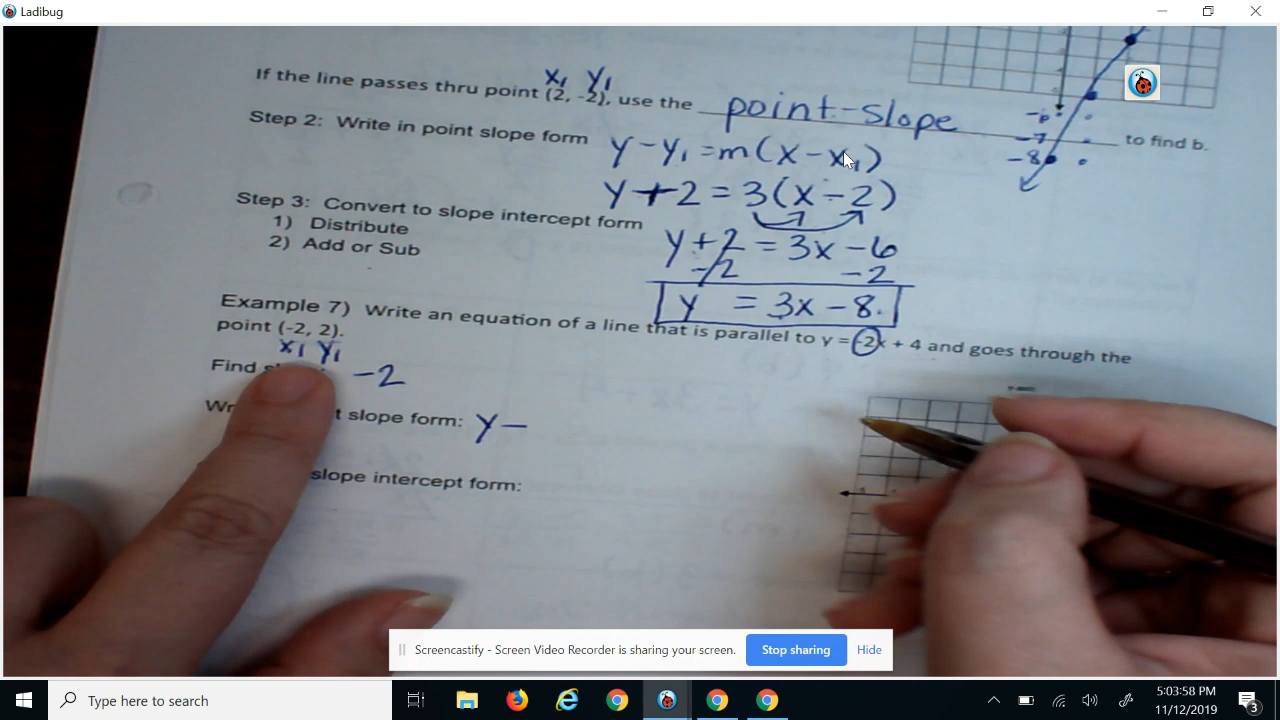 Ladibug
If the line passes thru point (2, -2), use the point-slope to find b.
x₁ y₁
Step 2: Write in point slope form y - y₁ = m(x - x₁)
y + 2 = 3(x - 2)
-6
-7
-8
Step 3: Convert to slope intercept form
1) Distribute
2) Add or Sub
y + 2 = 3x - 6
-2 -2
y = 3x - 8.
Example 7) Write an equation of a line that is parallel to y = -2x + 4 and goes through the
point (-2, 2).
x₁ y₁
Find -2
t slope form: y -
slope intercept form:
Screencastify - Screen Video Recorder is sharing your screen. Stop sharing Hide
Type here to search
5:03:58 PM
11/12/2019
3